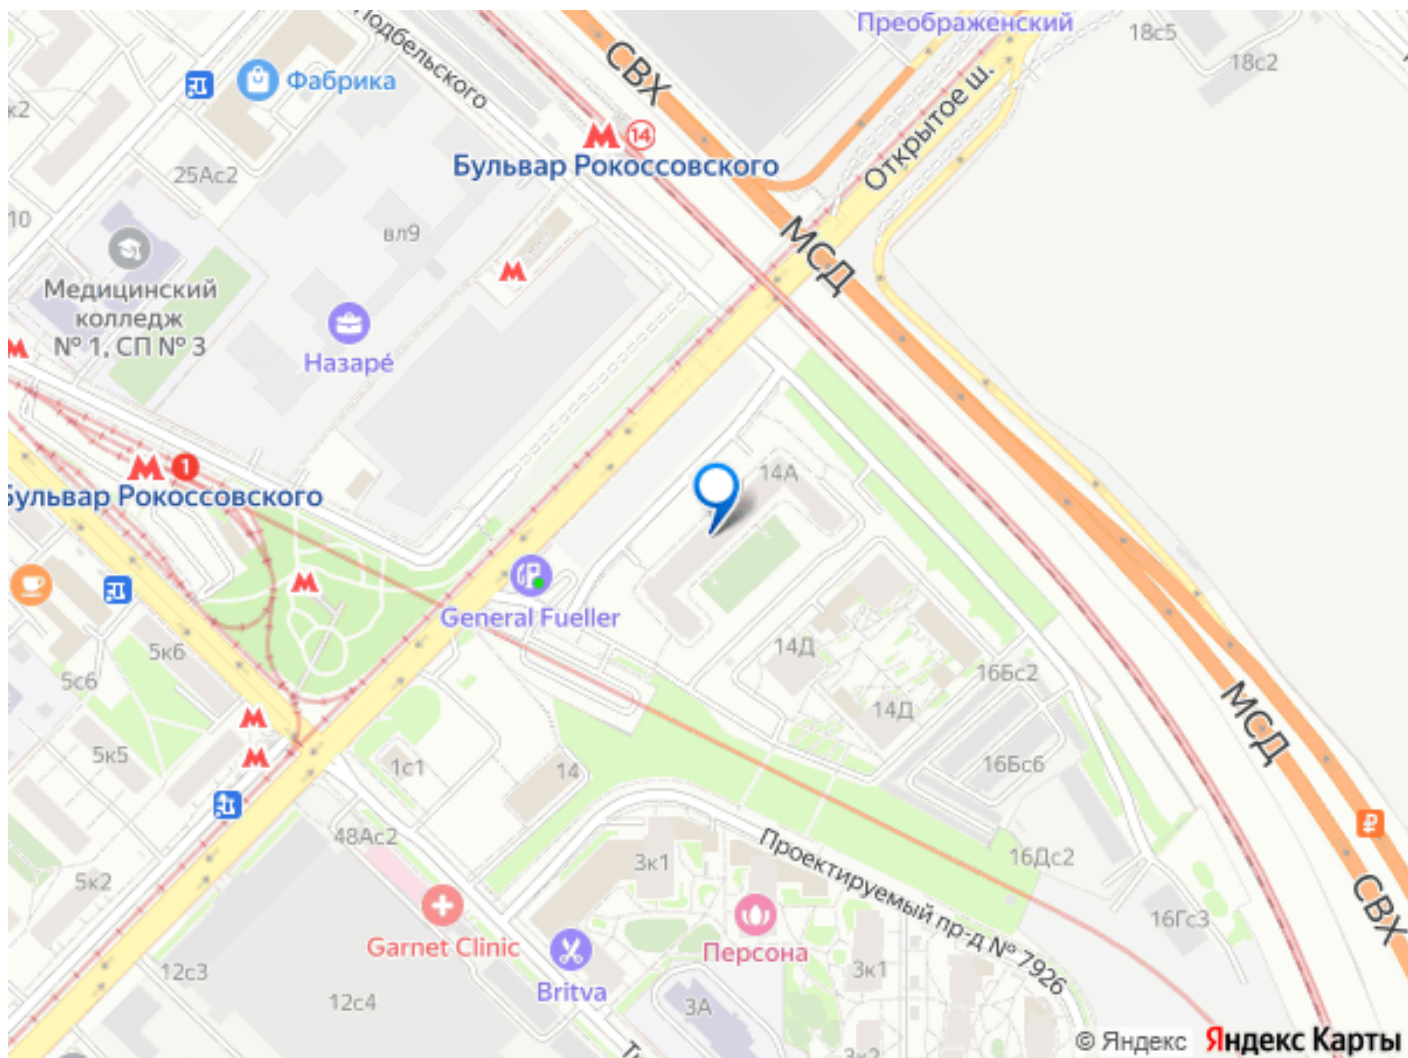 Преображенский
18с5
18с2
Подбельского
СВХ
Фабрика
Открытое ш.
14
Бульвар Рокоссовского
25Ас2
10
вл9
МСД
Медицинский
колледж
№ 1, СП № 3
Назаре́
14А
1
Бульвар Рокоссовского
General Fueller
5к6
14Д
16Бс2
5с6
14Д
МСД
5к5
1с1
14
16Бс6
48Ас2
Проектируемый пр-д № 7926
16Дс2
3к1
5к2
СВХ
Garnet Clinic
Персона
16Гс3
12с3
Britva
3к1
12с4
3А
3к2
© Яндекс
Яндекс Карты